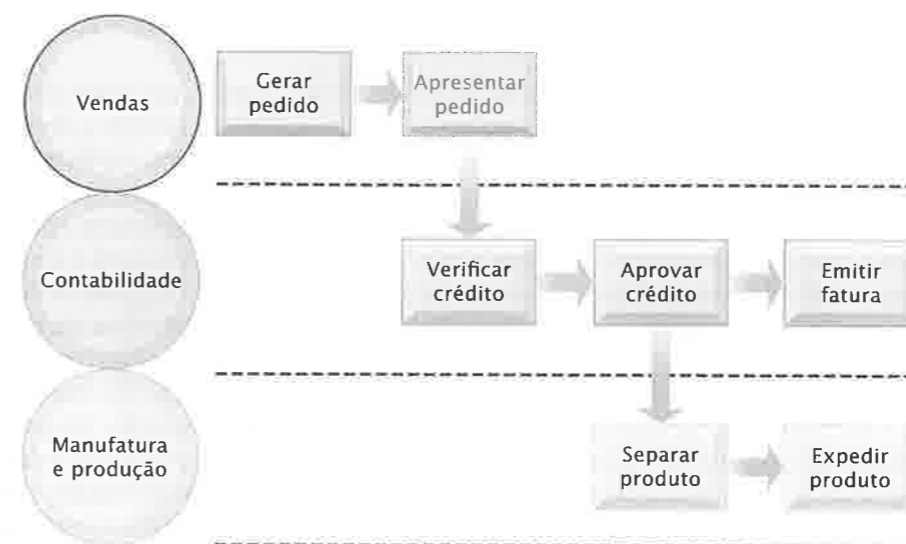 Vendas
Gerar
pedido
Apresentar
pedido
Contabilidade
Verificar
crédito
Aprovar
crédito
Emitir
fatura
Manufatura
e produção
Separar
produto
Expedir
produto